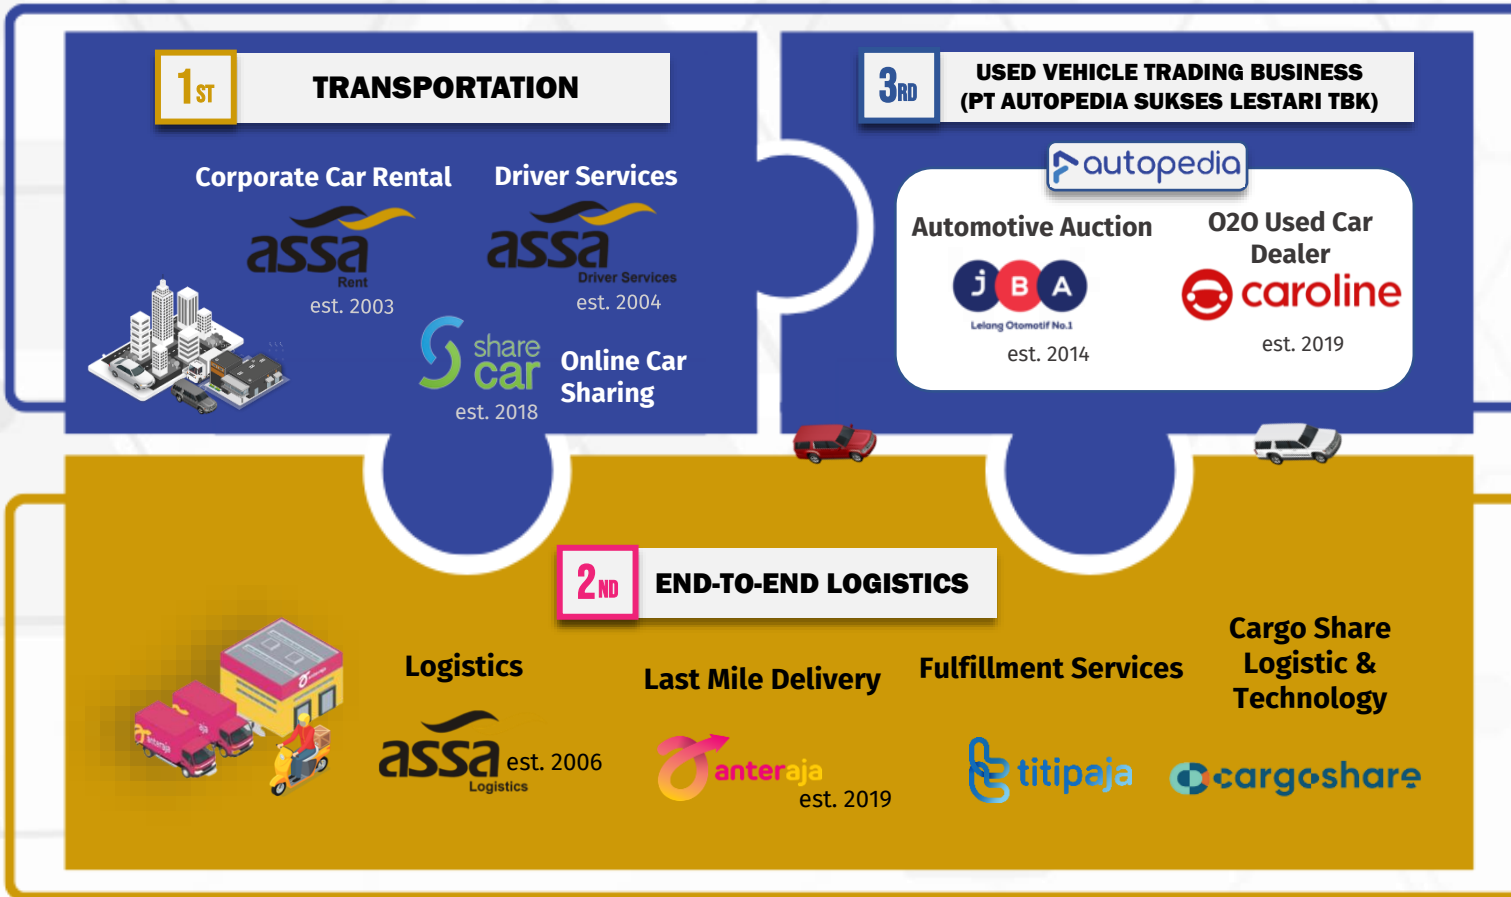 1ST
TRANSPORTATION
Corporate Car Rental
assa
Rent
est. 2003
Driver Services
assa
Driver Services
est. 2004
share
car
est. 2018
Online Car
Sharing
3RD
USED VEHICLE TRADING BUSINESS
(PT AUTOPEDIA SUKSES LESTARI TBK)
autopedia
Automotive Auction
JBA
Lelang Otomotif No.1
est. 2014
O2O Used Car
Dealer
caroline
est. 2019
2ND
END-TO-END LOGISTICS
anteraja
aja
Logistics
assa
Logistics
est. 2006
Last Mile Delivery
anteraja
est. 2019
Fulfillment Services
titipaja
Cargo Share
Logistic &
Technology
cargoshare